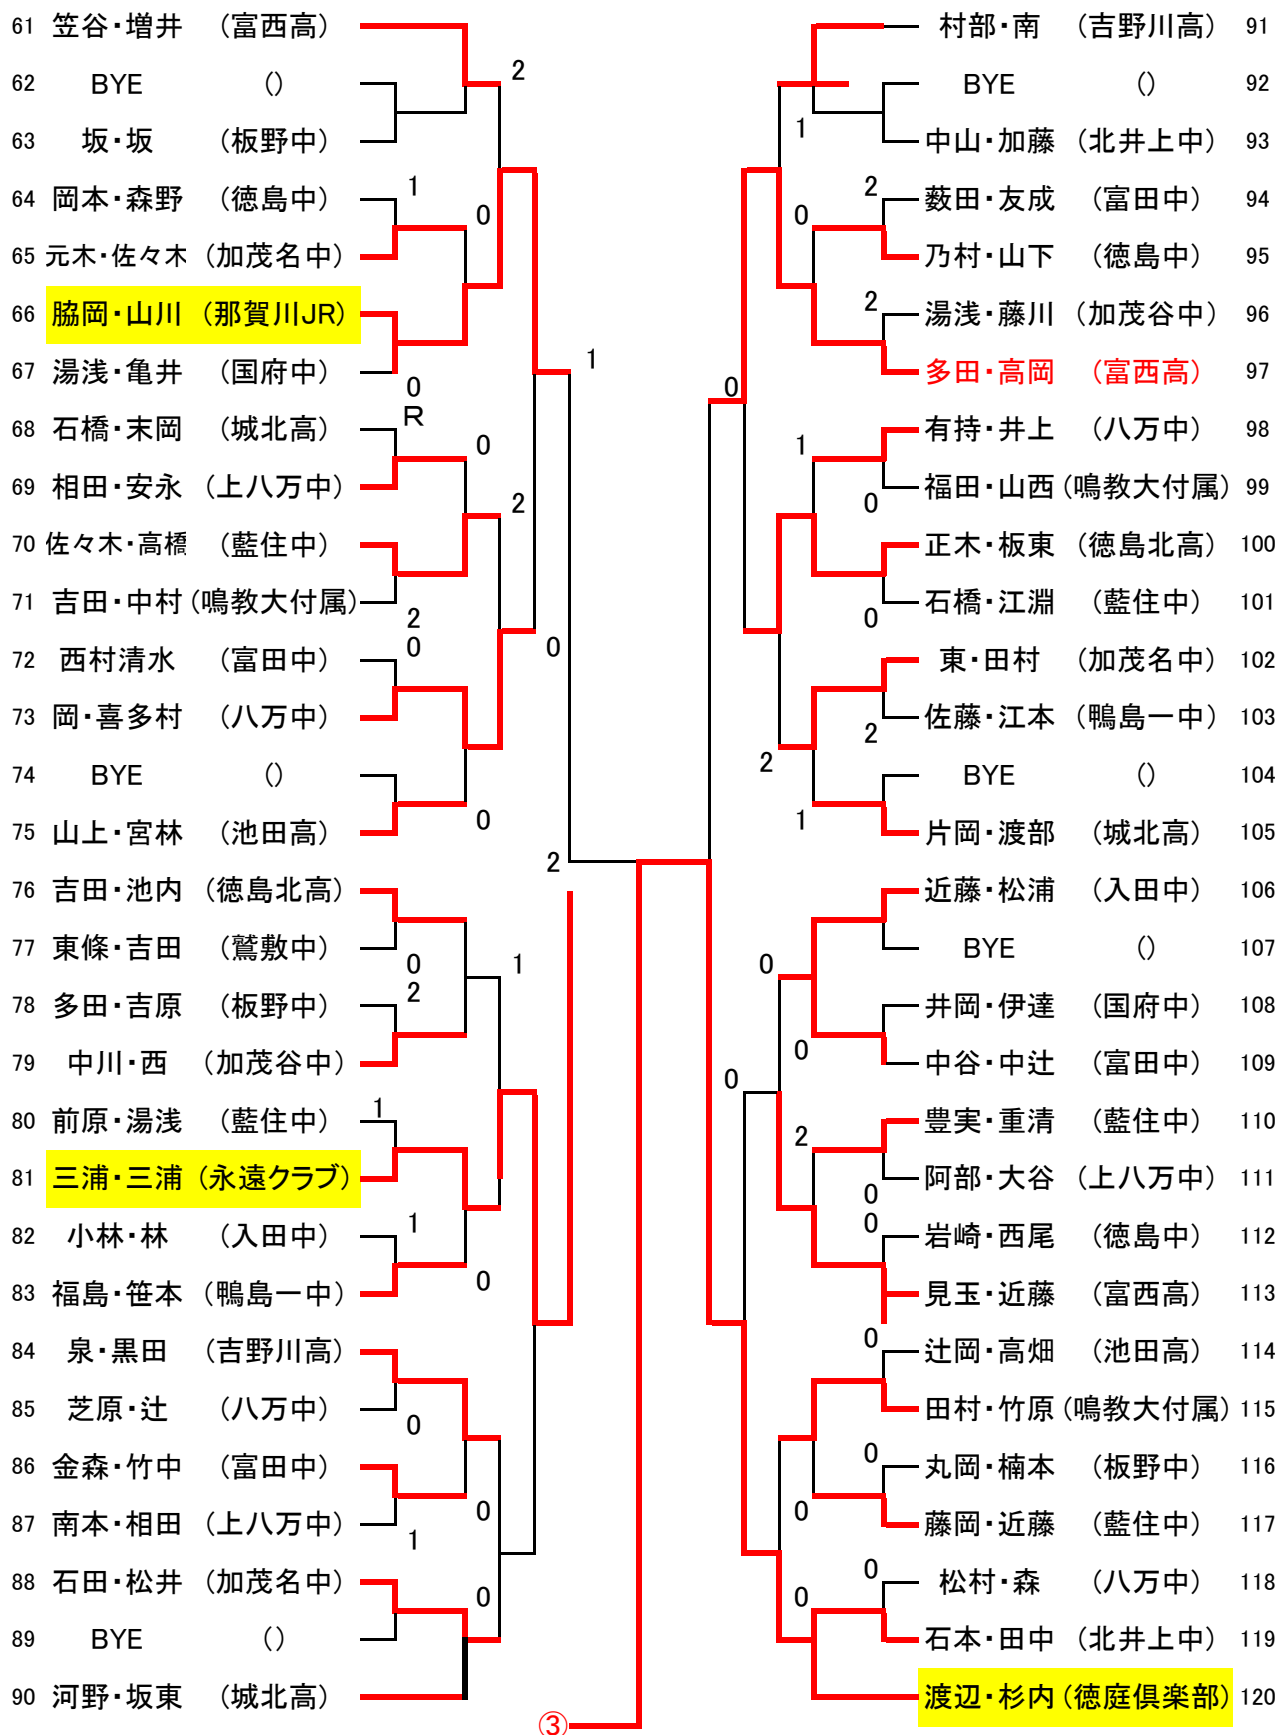 61 笠谷・増井 (富西高)
62 BYE ()
63 坂・坂 (板野中)
64 岡本・森野 (徳島中)
65 元木・佐々木 (加茂名中)
66 脇岡・山川 (那賀川JR)
67 湯浅・亀井 (国府中)
68 石橋・末岡 (城北高)
69 相田・安永 (上八万中)
70 佐々木・高橋 (藍住中)
71 吉田・中村 (鳴教大付属)
72 西村清水 (富田中)
73 岡・喜多村 (八万中)
74 BYE ()
75 山上・宮林 (池田高)
76 吉田・池内 (徳島北高)
77 東條・吉田 (鷲敷中)
78 多田・吉原 (板野中)
79 中川・西 (加茂谷中)
80 前原・湯浅 (藍住中)
81 三浦・三浦 (永遠クラブ)
82 小林・林 (入田中)
83 福島・笹本 (鴨島一中)
84 泉・黒田 (吉野川高)
85 芝原・辻 (八万中)
86 金森・竹中 (富田中)
87 南本・相田 (上八万中)
88 石田・松井 (加茂名中)
89 BYE ()
90 河野・坂東 (城北高)
2
1
0
1
0
R
0
2
2
0
0
0
2
0
1
2
1
1
0
0
0
1
0
③
村部・南 (吉野川高) 91
BYE () 92
中山・加藤 (北井上中) 93
薮田・友成 (富田中) 94
乃村・山下 (徳島中) 95
湯浅・藤川 (加茂谷中) 96
多田・高岡 (富西高) 97
有持・井上 (八万中) 98
福田・山西 (鳴教大付属) 99
正木・板東 (徳島北高) 100
石橋・江淵 (藍住中) 101
東・田村 (加茂名中) 102
佐藤・江本 (鴨島一中) 103
BYE () 104
片岡・渡部 (城北高) 105
近藤・松浦 (入田中) 106
BYE () 107
井岡・伊達 (国府中) 108
中谷・中辻 (富田中) 109
豊実・重清 (藍住中) 110
阿部・大谷 (上八万中) 111
岩崎・西尾 (徳島中) 112
見玉・近藤 (富西高) 113
辻岡・高畑 (池田高) 114
田村・竹原 (鳴教大付属) 115
丸岡・楠本 (板野中) 116
藤岡・近藤 (藍住中) 117
松村・森 (八万中) 118
石本・田中 (北井上中) 119
渡辺・杉内 (徳庭倶楽部) 120
1
2
0
2
0
1
0
0
2
2
1
0
0
0
2
0
0
0
0
0
0
0